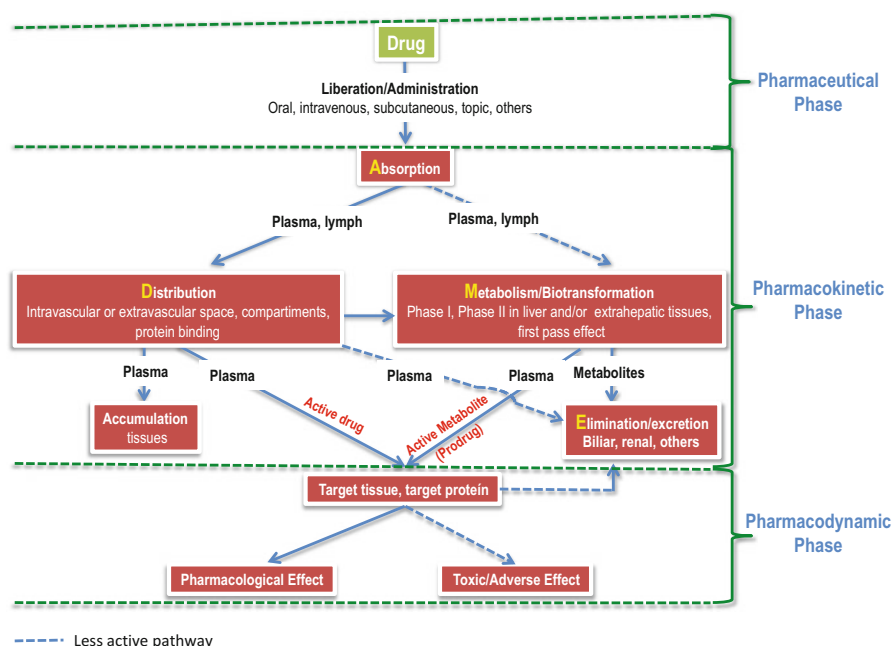 Drug
Liberation/Administration
Oral, intravenous, subcutaneous, topic, others
Pharmaceutical
Phase
Absorption
Plasma, lymph
Plasma, lymph
Distribution
Intravascular or extravascular space, compartiments,
protein binding
Metabolism/Biotransformation
Phase I, Phase II in liver and/or extrahepatic tissues,
first pass effect
Pharmacokinetic
Phase
Plasma
Plasma
Plasma
Plasma
Metabolites
Active drug
Active Metabolite
(Prodrug)
Accumulation
tissues
Elimination/excretion
Biliar, renal, others
Target tissue, target proteín
Pharmacodynamic
Phase
Pharmacological Effect
Toxic/Adverse Effect
Less active pathway